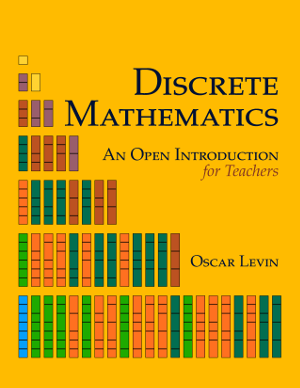 DISCRETE
MATHEMATICS
AN OPEN INTRODUCTION
for Teachers
OSCAR LEVIN